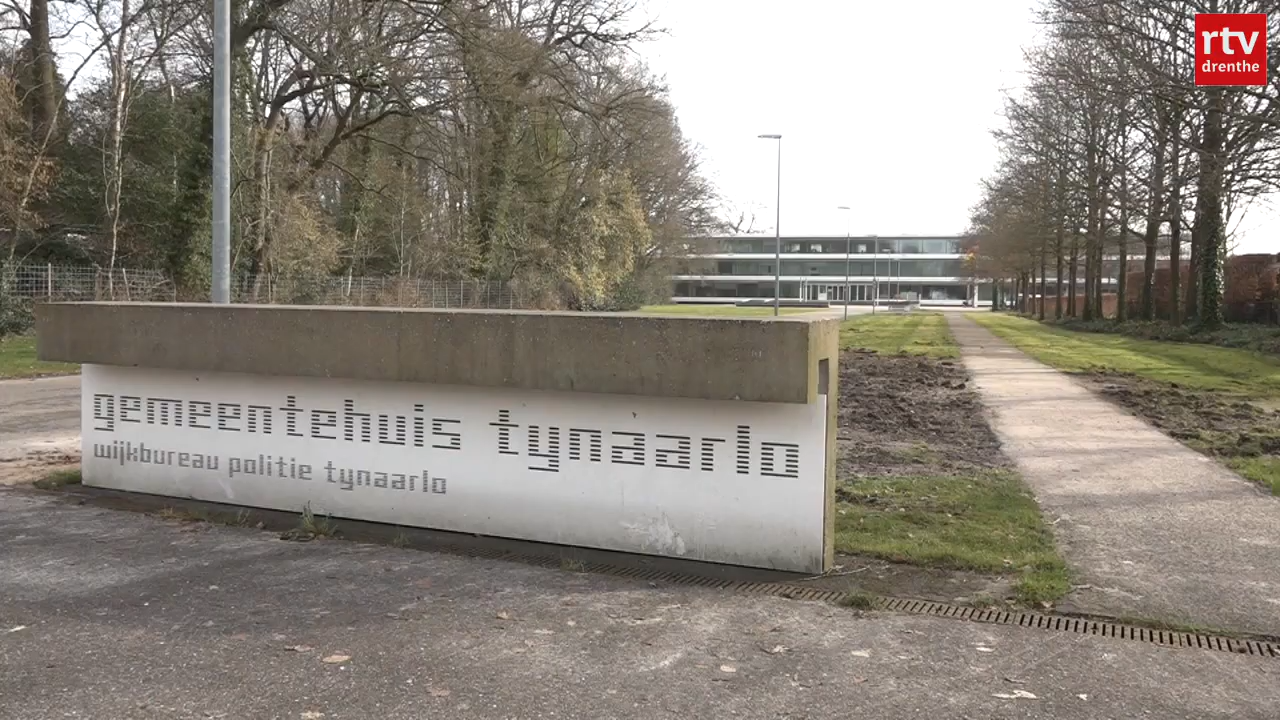 rtv
drenthe
gemeentehuis tynaarlo
wijkbureau politie tynaarlo